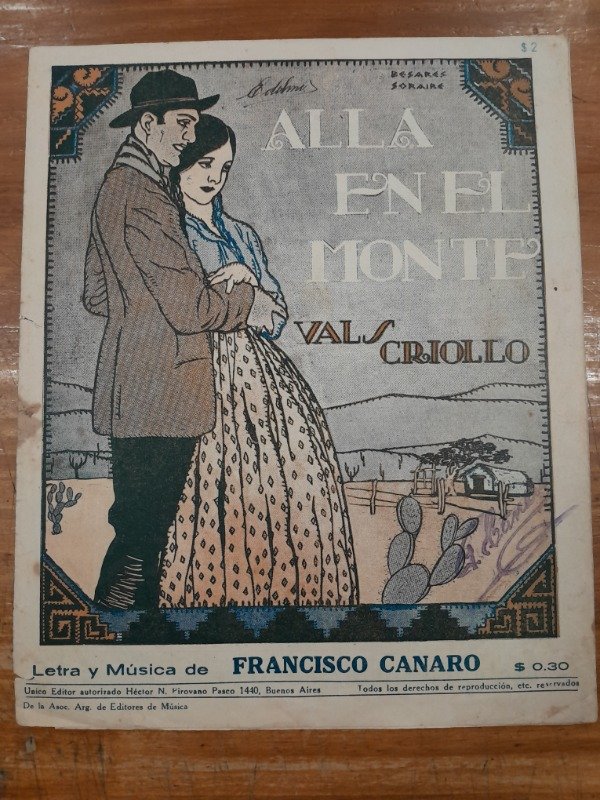 $ 2
BESARES
SORAIRE
ALLÁ
EN EL
MONTE
VALS
CRIOLLO
Letra y Música de FRANCISCO CANARO $ 0.30
Unico Editor autorizado Héctor N. Pirovano Pasco 1440, Buenos Aires Todos los derechos de reproducción, etc. reservados
De la Asoc. Arg. de Editores de Música